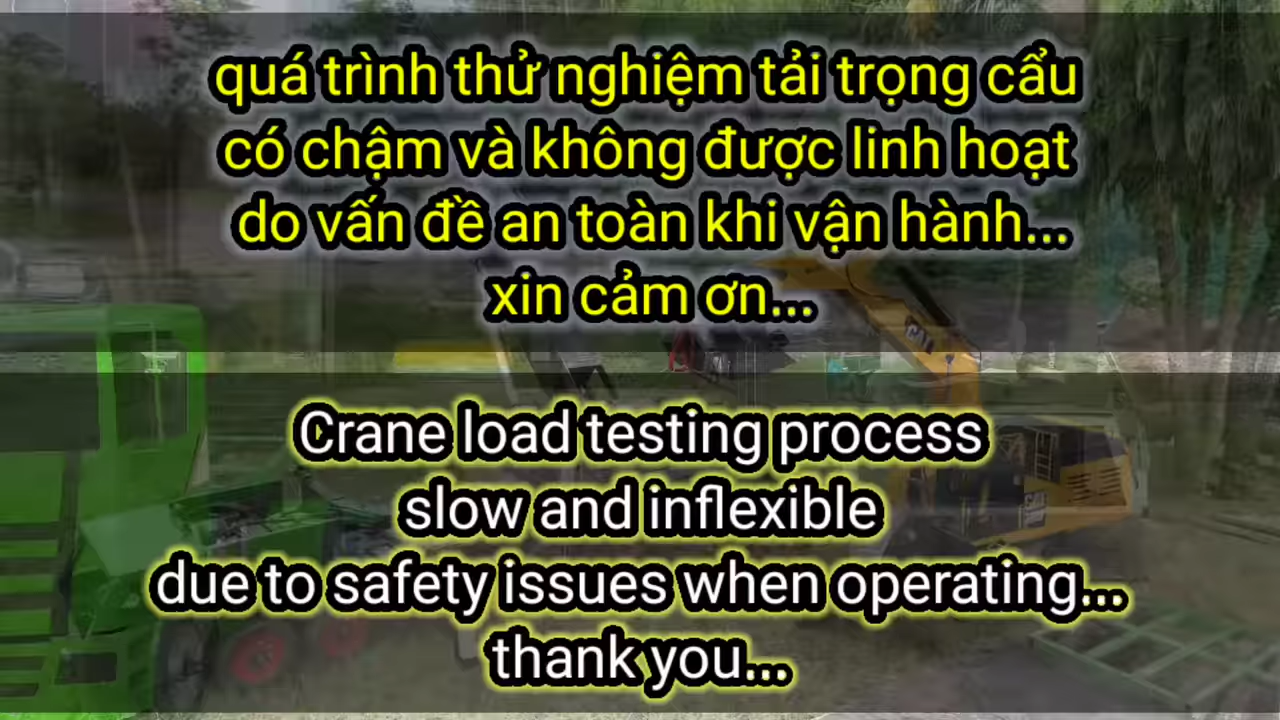 quá trình thử nghiệm tải trọng cẩu
có chậm và không được linh hoạt
do vấn đề an toàn khi vận hành...
xin cảm ơn...
CAT
Crane load testing process
slow and inflexible
due to safety issues when operating...
thank you...